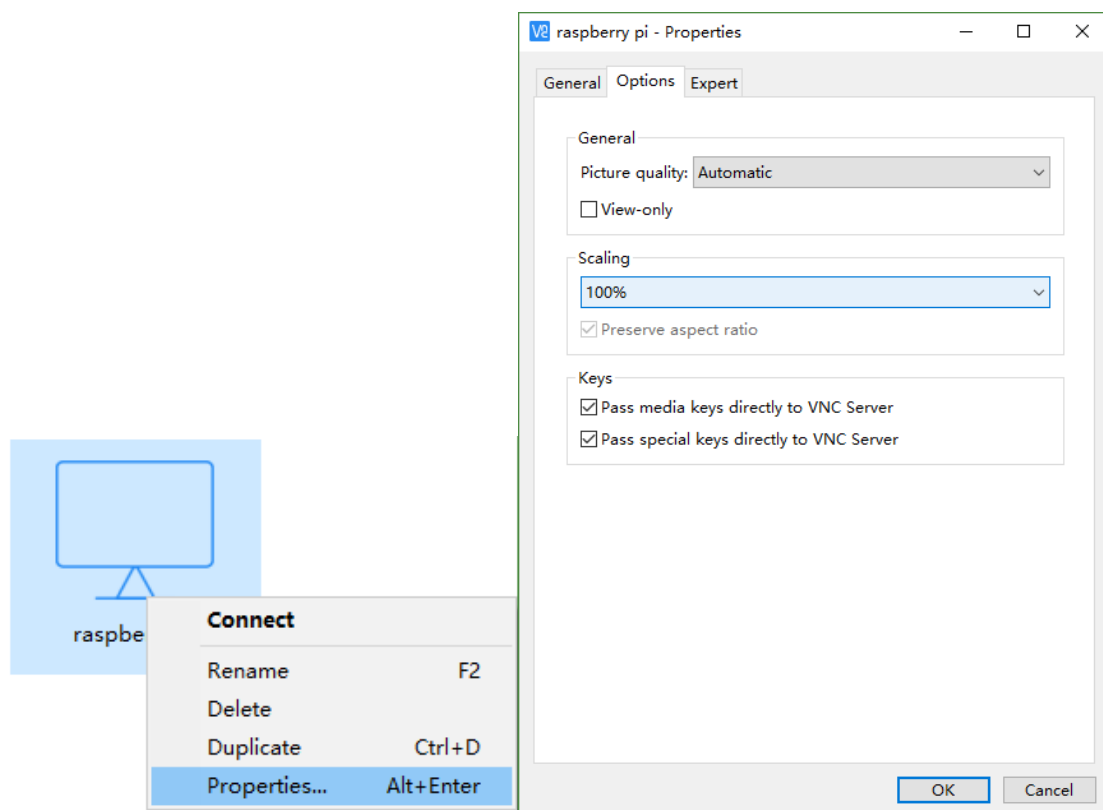 raspberry pi - Properties
General Options Expert
General
Picture quality: Automatic
View-only
Scaling
100%
Preserve aspect ratio
Keys
Pass media keys directly to VNC Server
Pass special keys directly to VNC Server
OK Cancel
raspbe
Connect
Rename F2
Delete
Duplicate Ctrl+D
Properties... Alt+Enter